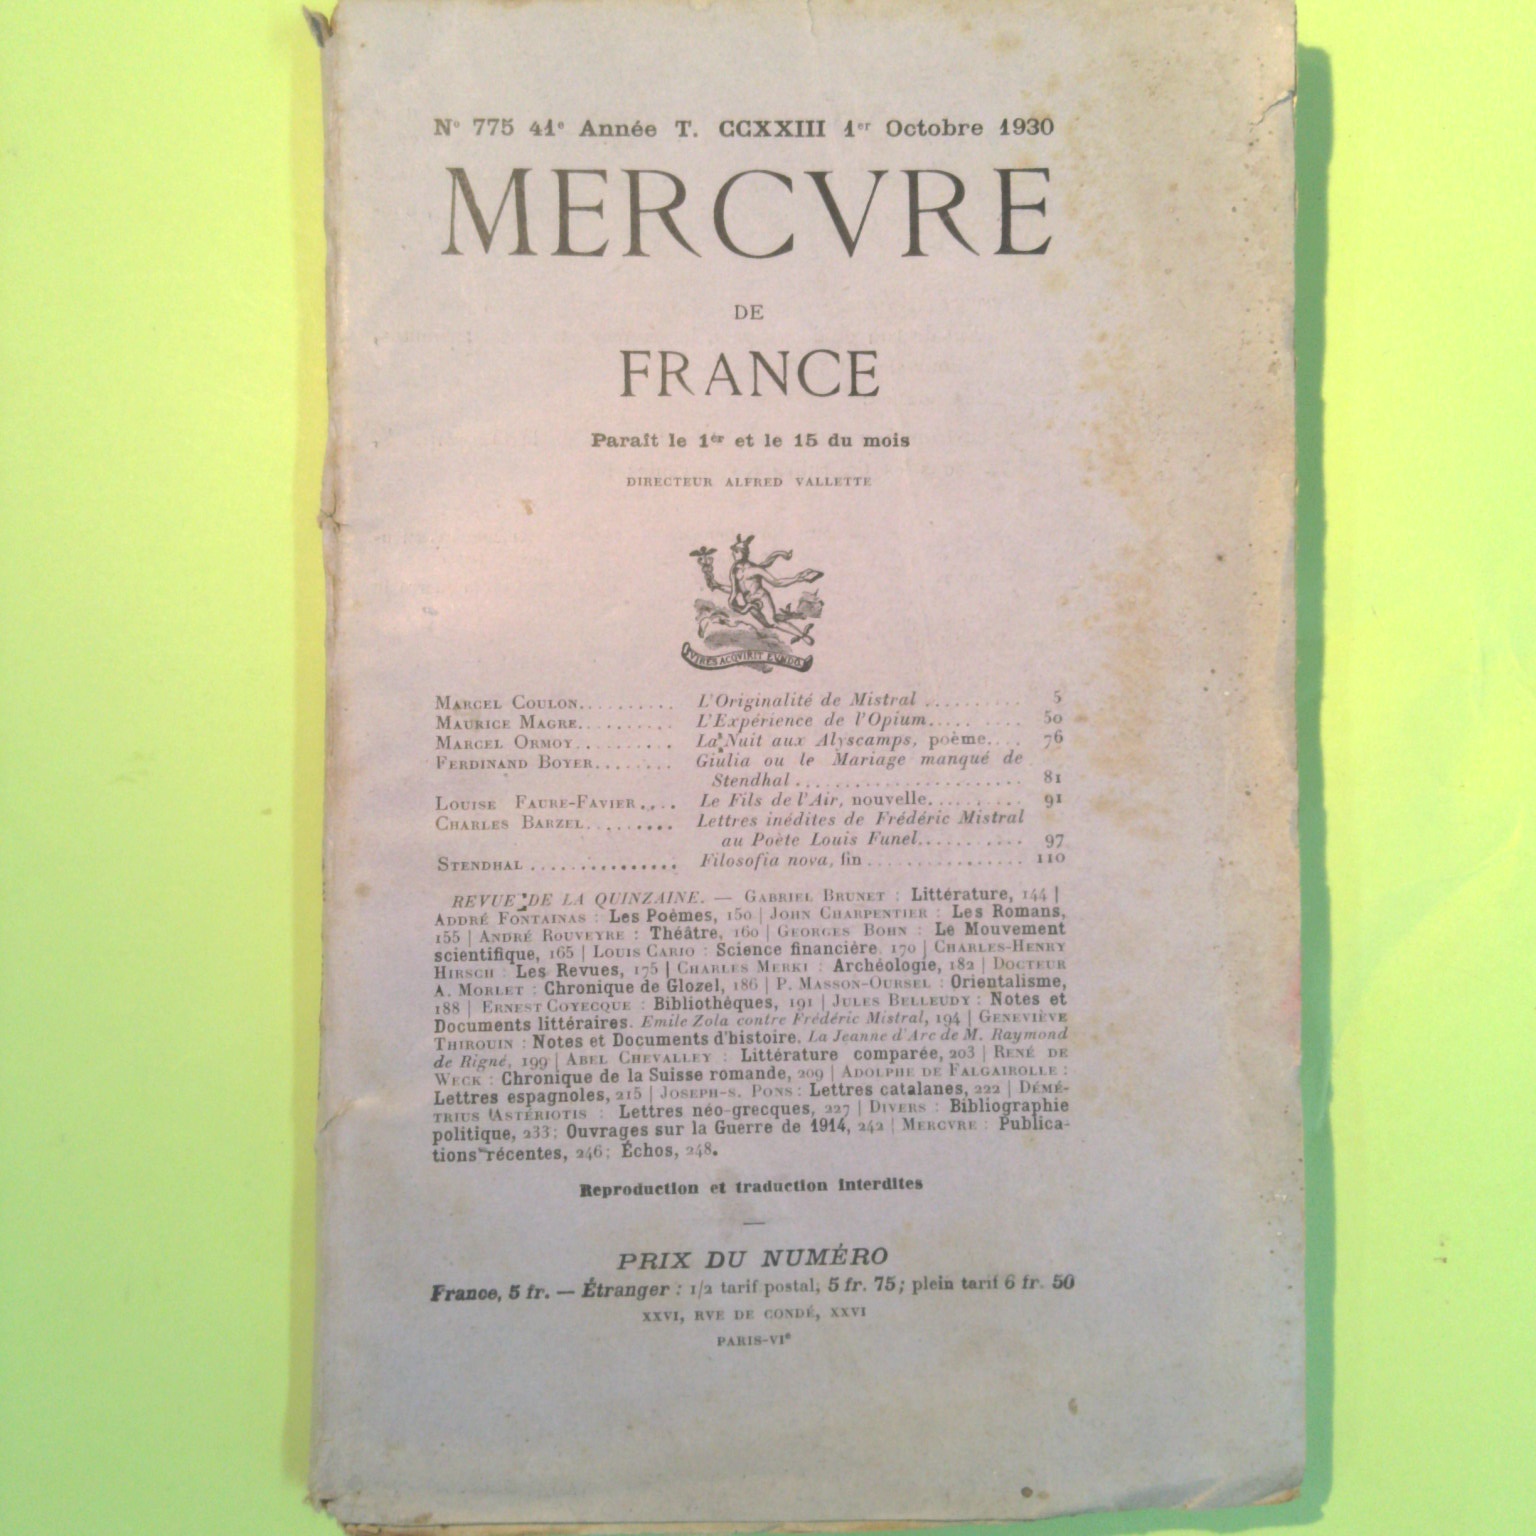 Nº 775 41e Année T. CCXXIII 1er Octobre 1930
MERCVRE
DE
FRANCE
Paraît le 1er et le 15 du mois
DIRECTEUR ALFRED VALLETTE
VIRES ACQVIRIT EVNDO
MARCEL COULON.......... L'Originalité de Mistral .......... 5
MAURICE MAGRE.......... L'Expérience de l'Opium..... .... 50
MARCEL ORMOY.......... La Nuit aux Alyscamps, poème.... 76
FERDINAND BOYER........ Giulia ou le Mariage manqué de
Stendhal ...................... 81
LOUISE FAURE-FAVIER.... Le Fils de l'Air, nouvelle.......... 91
CHARLES BARZEL......... Lettres inédites de Frédéric Mistral
au Poète Louis Funel........... 97
STENDHAL ............... Filosofia nova, fin ................ 110
REVUE DE LA QUINZAINE. — GABRIEL BRUNET : Littérature, 144 |
ADDRÉ FONTAINAS : Les Poèmes, 150 | JOHN CHARPENTIER : Les Romans,
155 | ANDRÉ ROUVEYRE : Théâtre, 160 | GEORGES BOHN : Le Mouvement
scientifique, 165 | LOUIS CARIO : Science financière. 170 | CHARLES-HENRY
HIRSCH : Les Revues, 175 | CHARLES MERKI : Archéologie, 182 | DOCTEUR
A. MORLET : Chronique de Glozel, 186 | P. MASSON-OURSEL : Orientalisme,
188 | ERNEST COYECQUE : Bibliothèques, 191 | JULES BELLEUDY : Notes et
Documents littéraires. Emile Zola contre Frédéric Mistral, 194 | GENEVIÈVE
THIROUIN : Notes et Documents d'histoire. La Jeanne d'Arc de M. Raymond
de Rigné, 199 | ABEL CHEVALLEY : Littérature comparée, 203 | RENÉ DE
WECK : Chronique de la Suisse romande, 209 | ADOLPHE DE FALGAIROLLE :
Lettres espagnoles, 215 | JOSEPH-S. PONS : Lettres catalanes, 222 | DÉMÉ-
TRIUS ASTÉRIOTIS : Lettres néo-grecques, 227 | DIVERS : Bibliographie
politique, 233; Ouvrages sur la Guerre de 1914, 242 | MERCVRE : Publica-
tions récentes, 246; Échos, 248.
Reproduction et traduction interdites
PRIX DU NUMÉRO
France, 5 fr. — Étranger : 1/2 tarif postal, 5 fr. 75; plein tarif 6 fr. 50
XXVI, RVE DE CONDÉ, XXVI
PARIS-VIe